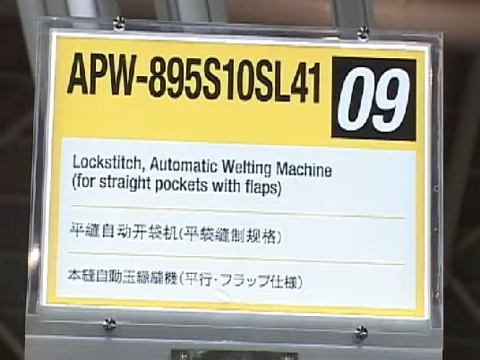 APW-895S10SL41
09
Lockstitch, Automatic Welting Machine
(for straight pockets with flaps)
平缝自动开袋机(平袋缝制规格)
本縫自動玉縁縫機(平行・フラップ仕様)